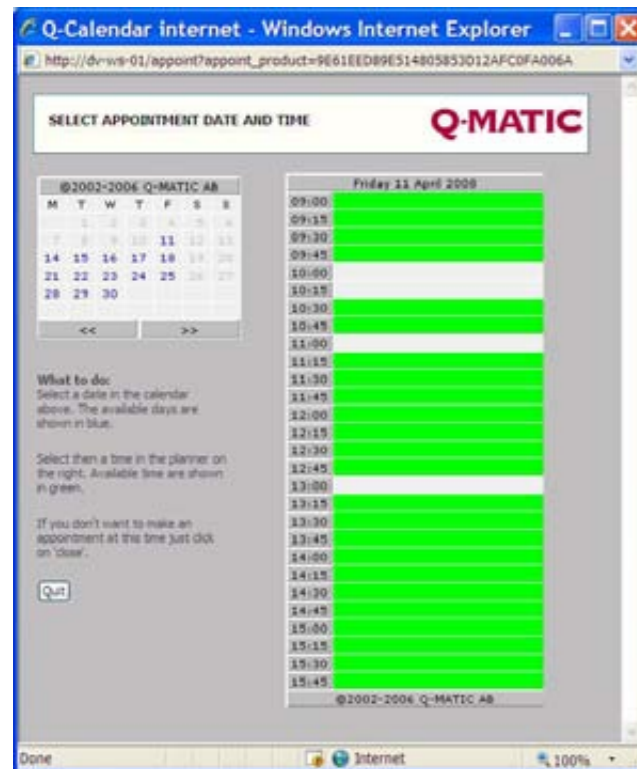 Q-Calendar internet - Windows Internet Explorer
http://dv-ws-01/appoint?appoint_product=9E61EED89E514805853D12AFC0FA006A
SELECT APPOINTMENT DATE AND TIME
Q-MATIC
©2002-2006 Q-MATIC AB
M T W T F S S
1 2 3 4 5 6
7 8 9 10 11 12 13
14 15 16 17 18 19 20
21 22 23 24 25 26 27
28 29 30
<< >>
What to do:
Select a date in the calendar
above. The available days are
shown in blue.
Select then a time in the planner on
the right. Available time are shown
in green.
If you don't want to make an
appointment at this time just click
on 'close'.
Quit
Friday 11 April 2008
09:00
09:15
09:30
09:45
10:00
10:15
10:30
10:45
11:00
11:15
11:30
11:45
12:00
12:15
12:30
12:45
13:00
13:15
13:30
13:45
14:00
14:15
14:30
14:45
15:00
15:15
15:30
15:45
©2002-2006 Q-MATIC AB
Done
Internet
100%